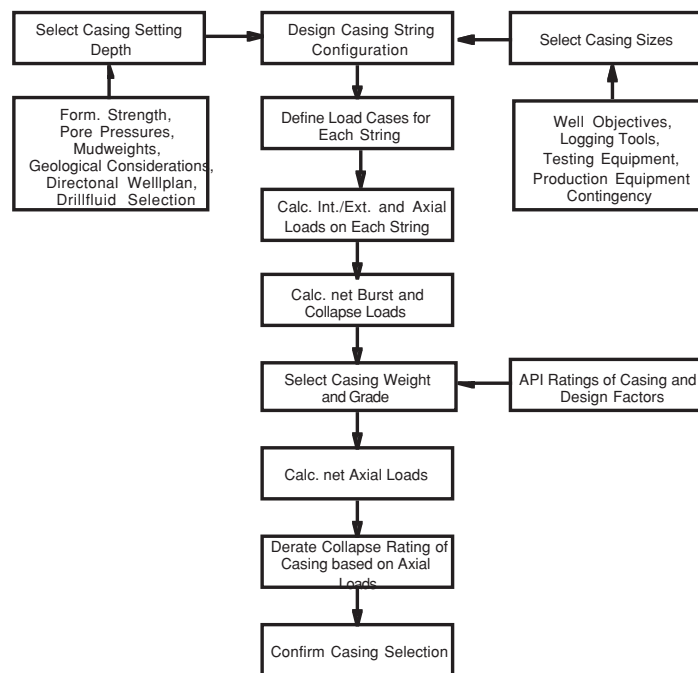 Select Casing Setting
Depth
Design Casing String
Configuration
Select Casing Sizes
Form. Strength,
Pore Pressures,
Mudweights,
Geological Considerations,
Directonal Welllplan,
Drillfluid Selection
Define Load Cases for
Each String
Well Objectives,
Logging Tools,
Testing Equipment,
Production Equipment
Contingency
Calc. Int./Ext. and Axial
Loads on Each String
Calc. net Burst and
Collapse Loads
Select Casing Weight
and Grade
API Ratings of Casing and
Design Factors
Calc. net Axial Loads
Derate Collapse Rating of
Casing based on Axial
Loads
Confirm Casing Selection